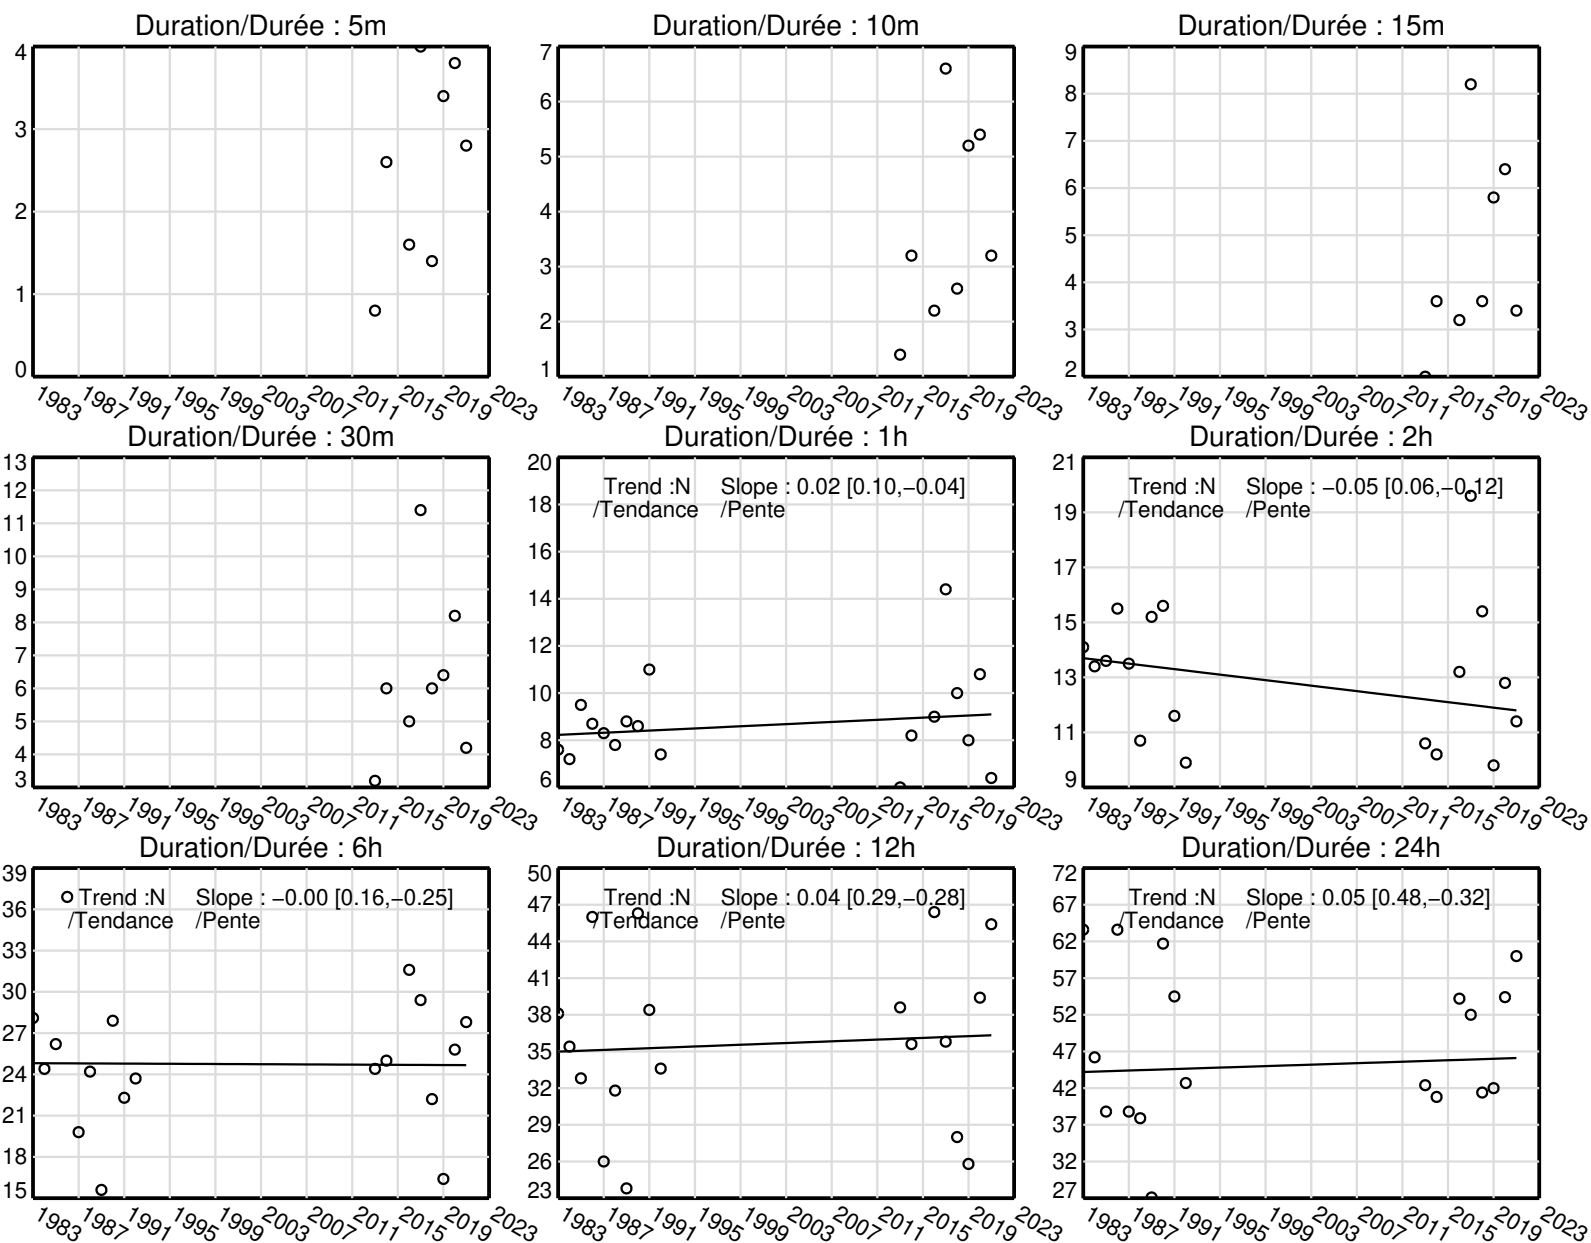 Duration/Durée : 5m
4
3
2
1
0
1983 1987 1991 1995 1999 2003 2007 2011 2015 2019 2023
Duration/Durée : 10m
7
6
5
4
3
2
1
1983 1987 1991 1995 1999 2003 2007 2011 2015 2019 2023
Duration/Durée : 15m
9
8
7
6
5
4
3
2
1983 1987 1991 1995 1999 2003 2007 2011 2015 2019 2023
Duration/Durée : 30m
13
12
11
10
9
8
7
6
5
4
3
1983 1987 1991 1995 1999 2003 2007 2011 2015 2019 2023
Duration/Durée : 1h
Trend :N Slope : 0.02 [0.10,−0.04]
/Tendance /Pente
20
18
16
14
12
10
8
6
1983 1987 1991 1995 1999 2003 2007 2011 2015 2019 2023
Duration/Durée : 2h
Trend :N Slope : −0.05 [0.06,−0.12]
/Tendance /Pente
21
19
17
15
13
11
9
1983 1987 1991 1995 1999 2003 2007 2011 2015 2019 2023
Duration/Durée : 6h
Trend :N Slope : −0.00 [0.16,−0.25]
/Tendance /Pente
39
36
33
30
27
24
21
18
15
1983 1987 1991 1995 1999 2003 2007 2011 2015 2019 2023
Duration/Durée : 12h
Trend :N Slope : 0.04 [0.29,−0.28]
/Tendance /Pente
50
47
44
41
38
35
32
29
26
23
1983 1987 1991 1995 1999 2003 2007 2011 2015 2019 2023
Duration/Durée : 24h
Trend :N Slope : 0.05 [0.48,−0.32]
/Tendance /Pente
72
67
62
57
52
47
42
37
32
27
1983 1987 1991 1995 1999 2003 2007 2011 2015 2019 2023